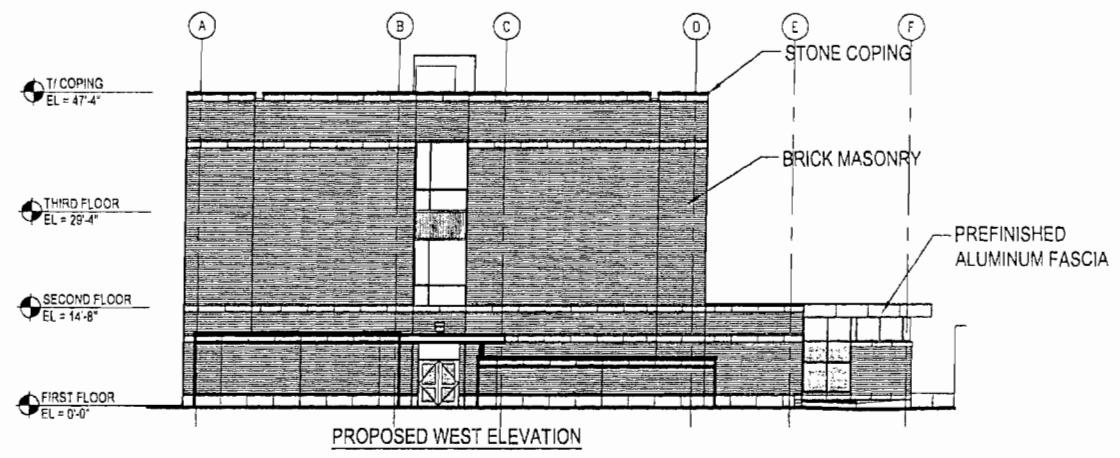 A B C D E F
STONE COPING
T/ COPING
EL = 47'-4"
BRICK MASONRY
THIRD FLOOR
EL = 29'-4"
PREFINISHED
ALUMINUM FASCIA
SECOND FLOOR
EL = 14'-8"
FIRST FLOOR
EL = 0'-0"
PROPOSED WEST ELEVATION